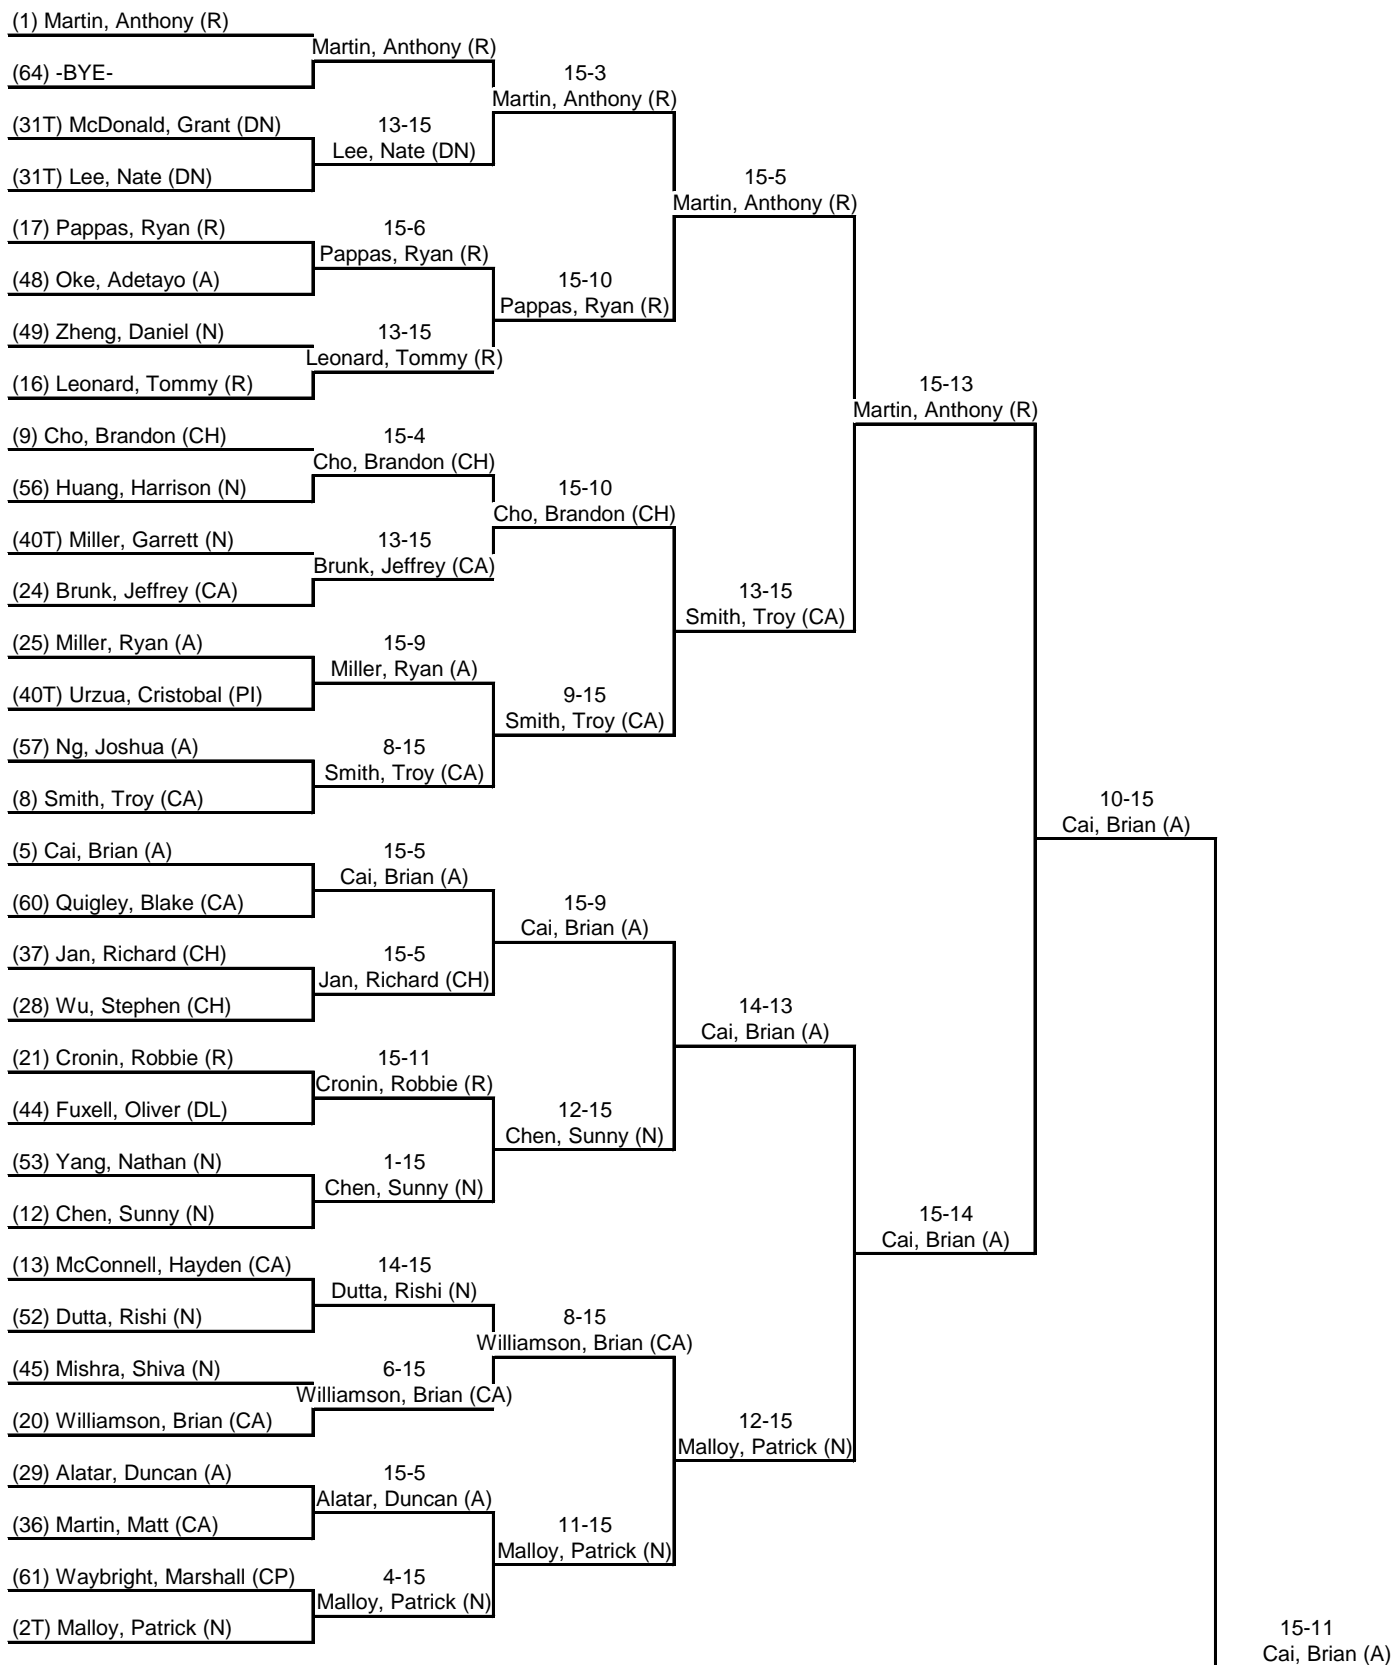 (1) Martin, Anthony (R)
Martin, Anthony (R)
(64) -BYE-
15-3
Martin, Anthony (R)
(31T) McDonald, Grant (DN)
13-15
Lee, Nate (DN)
(31T) Lee, Nate (DN)
15-5
Martin, Anthony (R)
(17) Pappas, Ryan (R)
15-6
Pappas, Ryan (R)
(48) Oke, Adetayo (A)
15-10
Pappas, Ryan (R)
(49) Zheng, Daniel (N)
13-15
Leonard, Tommy (R)
(16) Leonard, Tommy (R)
15-13
Martin, Anthony (R)
(9) Cho, Brandon (CH)
15-4
Cho, Brandon (CH)
(56) Huang, Harrison (N)
15-10
Cho, Brandon (CH)
(40T) Miller, Garrett (N)
13-15
Brunk, Jeffrey (CA)
(24) Brunk, Jeffrey (CA)
13-15
Smith, Troy (CA)
(25) Miller, Ryan (A)
15-9
Miller, Ryan (A)
(40T) Urzua, Cristobal (PI)
9-15
Smith, Troy (CA)
(57) Ng, Joshua (A)
8-15
Smith, Troy (CA)
(8) Smith, Troy (CA)
10-15
Cai, Brian (A)
(5) Cai, Brian (A)
15-5
Cai, Brian (A)
(60) Quigley, Blake (CA)
15-9
Cai, Brian (A)
(37) Jan, Richard (CH)
15-5
Jan, Richard (CH)
(28) Wu, Stephen (CH)
14-13
Cai, Brian (A)
(21) Cronin, Robbie (R)
15-11
Cronin, Robbie (R)
(44) Fuxell, Oliver (DL)
12-15
Chen, Sunny (N)
(53) Yang, Nathan (N)
1-15
Chen, Sunny (N)
(12) Chen, Sunny (N)
15-14
Cai, Brian (A)
(13) McConnell, Hayden (CA)
14-15
Dutta, Rishi (N)
(52) Dutta, Rishi (N)
8-15
Williamson, Brian (CA)
(45) Mishra, Shiva (N)
6-15
Williamson, Brian (CA)
(20) Williamson, Brian (CA)
12-15
Malloy, Patrick (N)
(29) Alatar, Duncan (A)
15-5
Alatar, Duncan (A)
(36) Martin, Matt (CA)
11-15
Malloy, Patrick (N)
(61) Waybright, Marshall (CP)
4-15
Malloy, Patrick (N)
(2T) Malloy, Patrick (N)
15-11
Cai, Brian (A)